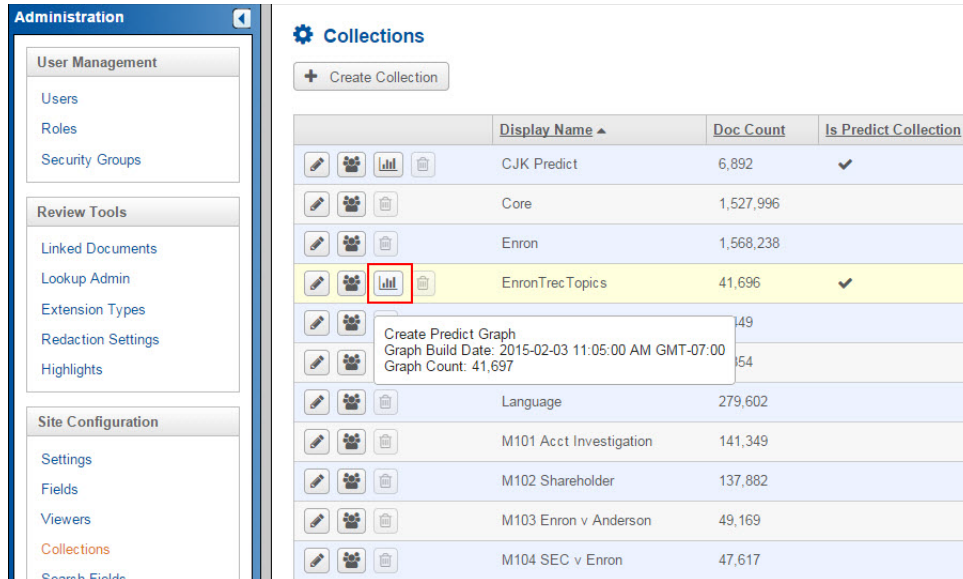 Administration
User Management
Users
Roles
Security Groups
Review Tools
Linked Documents
Lookup Admin
Extension Types
Redaction Settings
Highlights
Site Configuration
Settings
Fields
Viewers
Collections
Search Fields
Collections
Create Collection
Display Name Doc Count Is Predict Collection
CJK Predict 6,892
Core 1,527,996
Enron 1,568,238
EnronTrecTopics 41,696
Create Predict Graph
Graph Build Date: 2015-02-03 11:05:00 AM GMT-07:00
Graph Count: 41,697
Language 279,602
M101 Acct Investigation 141,349
M102 Shareholder 137,882
M103 Enron v Anderson 49,169
M104 SEC v Enron 47,617